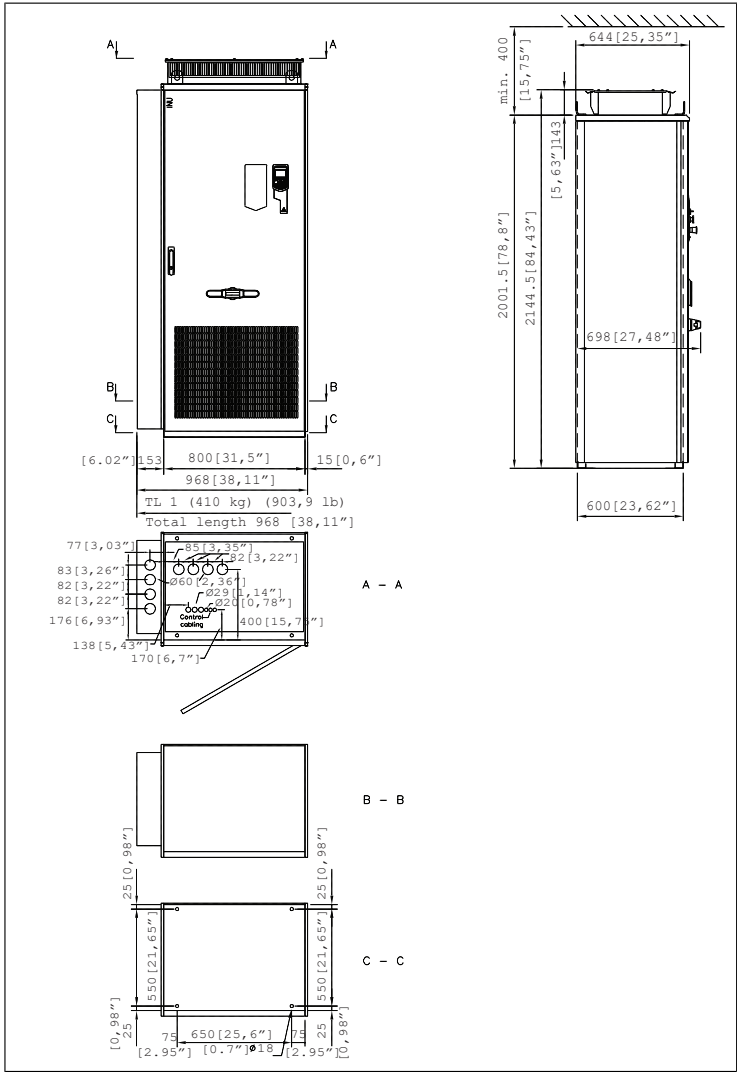 A A
644[25,35”]
min. 400
[15,75”]
INU
[5,63”]143
2001.5[78,8”]
2144.5[84,43”]
698[27,48”]
B B
C C
[6.02”]153 800[31,5”] 15[0,6”]
968[38,11”]
TL 1 (410 kg) (903,9 lb)
Total length 968 [38,11”]
600[23,62”]
77[3,03”] 85[3,35”]
82[3,22”]
83[3,26”]
82[3,22”] Ø60[2,36”]
82[3,22”] Ø29[1,14”]
Ø20[0,78”]
176[6,93”] Control
cabling
400[15,75”]
138[5,43”]
170[6,7”]
A – A
B – B
25[0,98”] 25[0,98”]
550[21,65”] 550[21,65”]
C – C
[0,98”] [0,98”]
25 25
75 650[25,6”] 75
[2.95”] [0.7”]ø18 [2.95”]